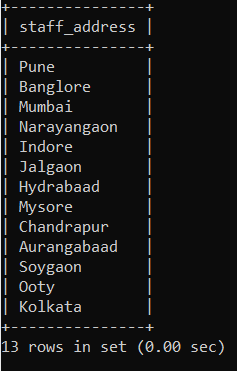 +---------------+
| staff_address |
+---------------+
| Pune          |
| Banglore      |
| Mumbai        |
| Narayangaon   |
| Indore        |
| Jalgaon       |
| Hydrabaad     |
| Mysore        |
| Chandrapur    |
| Aurangabaad   |
| Soygaon       |
| Ooty          |
| Kolkata       |
+---------------+
13 rows in set (0.00 sec)